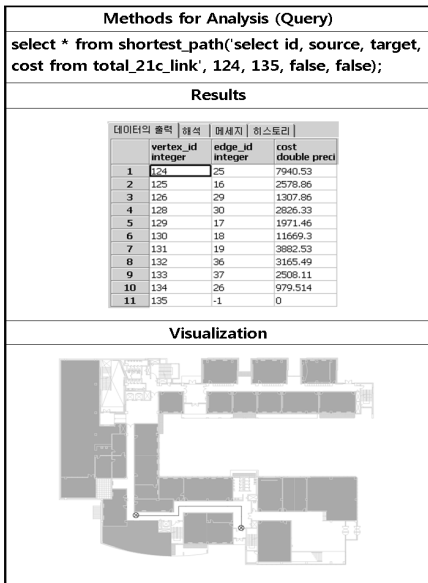 Methods for Analysis (Query)
select * from shortest_path('select id, source, target,
cost from total_21c_link', 124, 135, false, false);
Results
데이터의 출력 해석 메세지 히스토리
vertex_id integer edge_id integer cost double preci
1 124 25 7940.53
2 125 16 2578.86
3 126 29 1307.86
4 128 30 2826.33
5 129 17 1971.46
6 130 18 11669.3
7 131 19 3882.53
8 132 36 3165.49
9 133 37 2508.11
10 134 26 979.514
11 135 -1 0
Visualization